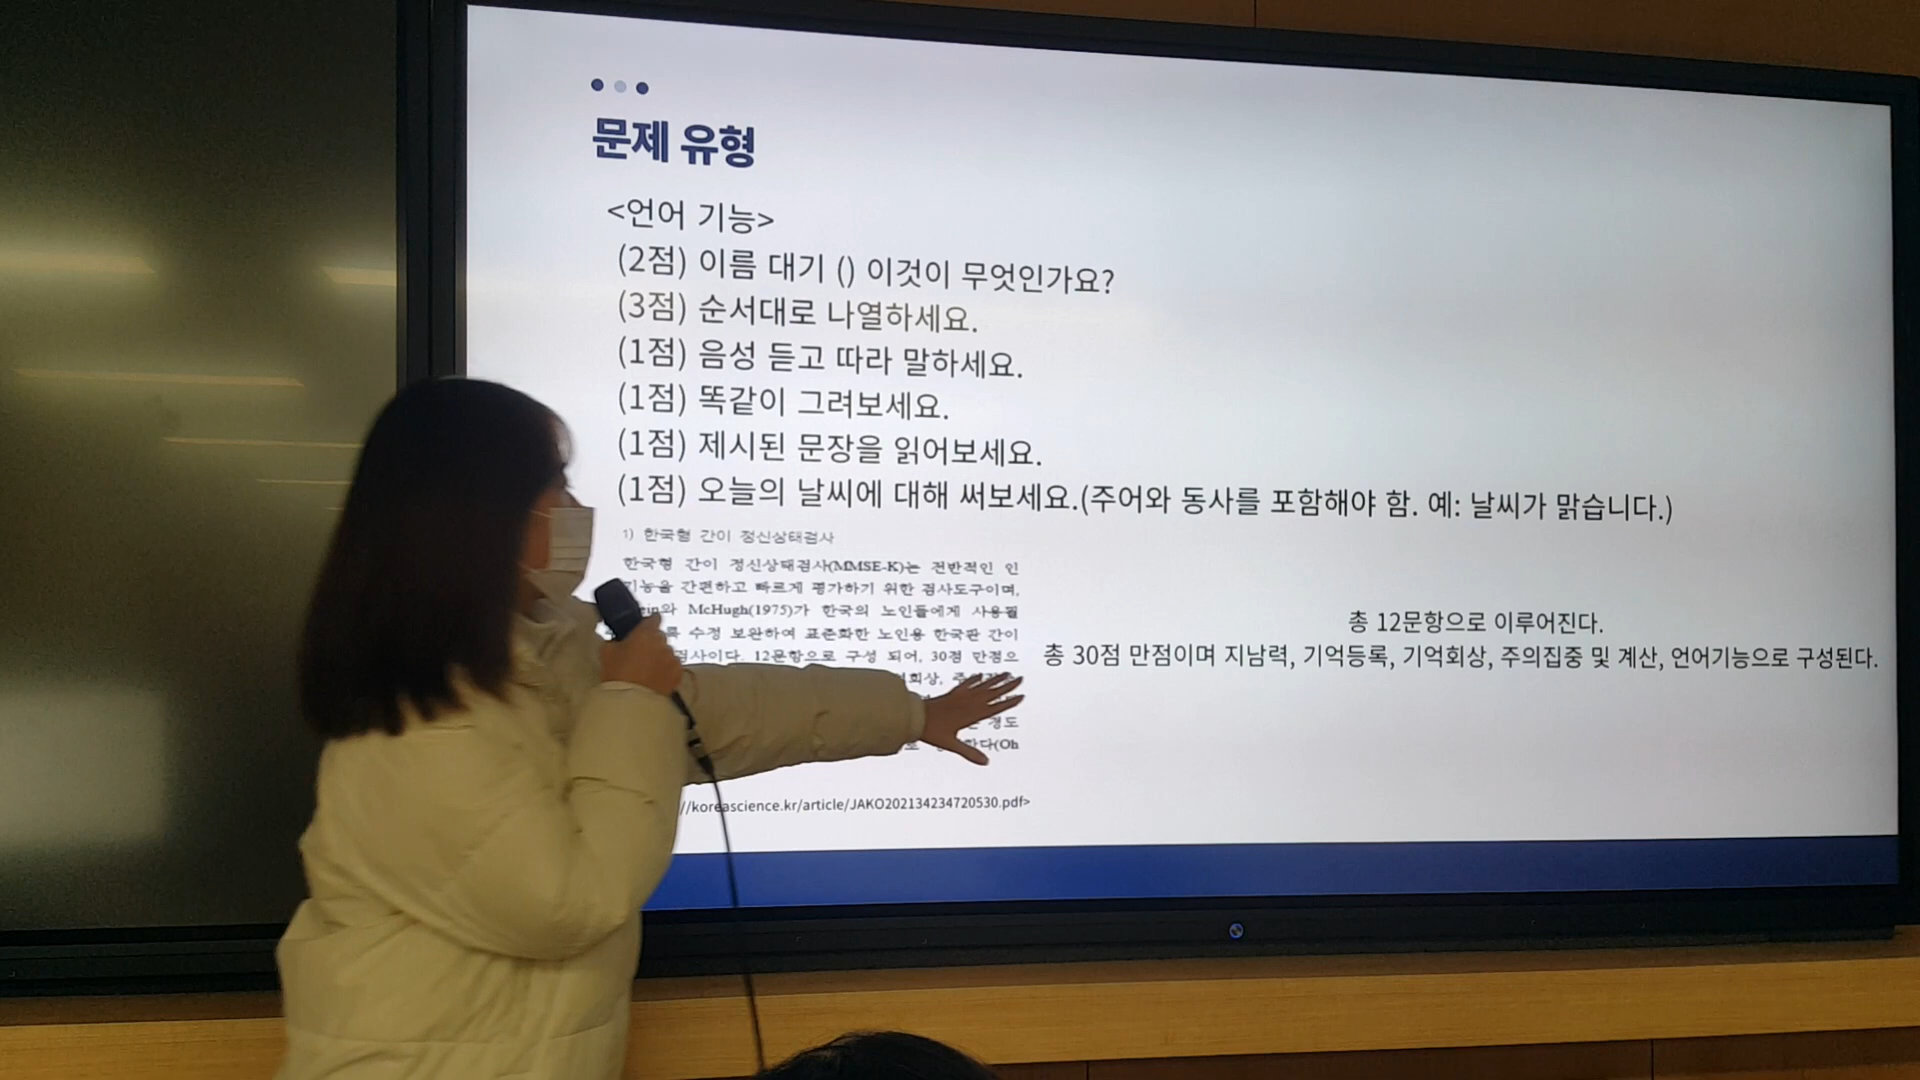 문제 유형
<언어 기능>
(2점) 이름 대기 () 이것이 무엇인가요?
(3점) 순서대로 나열하세요.
(1점) 음성 듣고 따라 말하세요.
(1점) 똑같이 그려보세요.
(1점) 제시된 문장을 읽어보세요.
(1점) 오늘의 날씨에 대해 써보세요.(주어와 동사를 포함해야 함. 예: 날씨가 맑습니다.)
1) 한국형 간이 정신상태검사
한국형 간이 정신상태검사(MMSE-K)는 전반적인 인
기능을 간편하고 빠르게 평가하기 위한 검사도구이며,
McHugh(1975)가 한국의 노인들에게 사용될
수정 보완하여 표준화한 노인용 한국판 간이
검사이다. 12문항으로 구성 되어, 30점 만점으
회상,
경도
(Oh
//koreascience.kr/article/JAKO202134234720530.pdf>
총 12문항으로 이루어진다.
총 30점 만점이며 지남력, 기억등록, 기억회상, 주의집중 및 계산, 언어기능으로 구성된다.